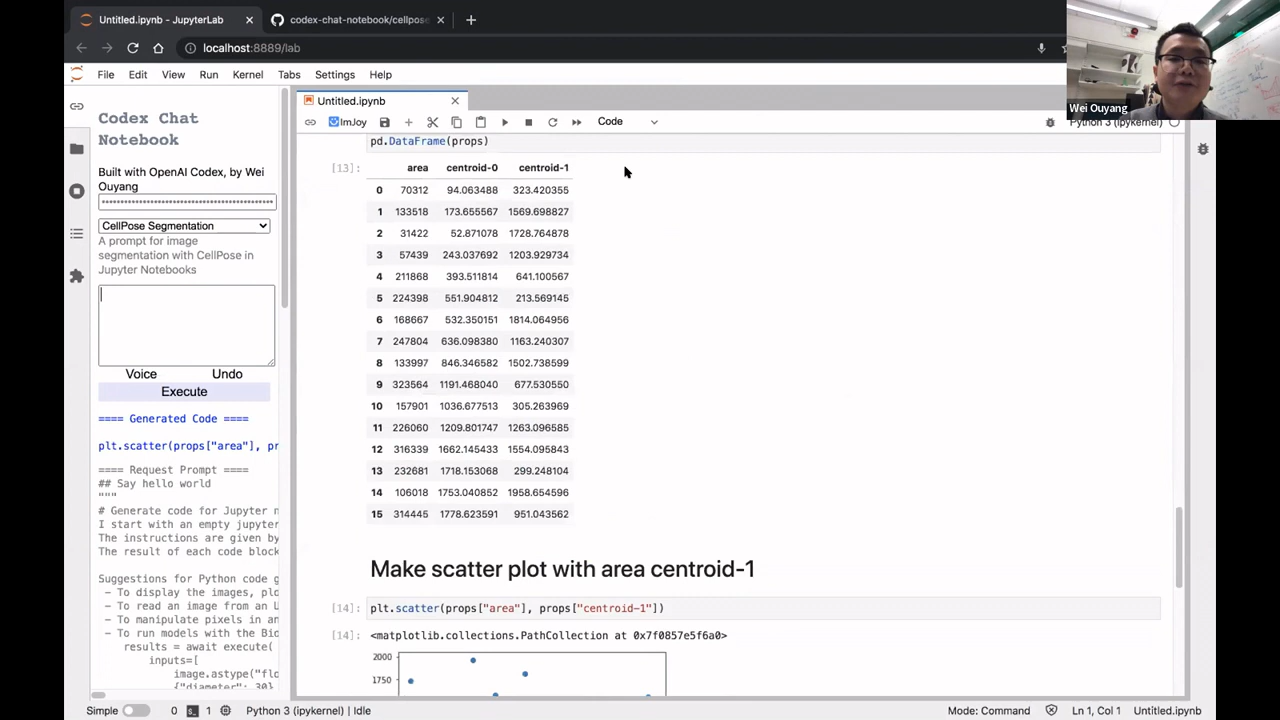 Untitled.ipynb - JupyterLab
codex-chat-notebook/cellpose
localhost:8889/lab
File Edit View Run Kernel Tabs Settings Help
Wei Ouyang
Codex Chat
Notebook
Built with OpenAI Codex, by Wei
Ouyang
••••••••••••••••••••••••••••••••••••••••••••
CellPose Segmentation
A prompt for image
segmentation with CellPose in
Jupyter Notebooks
Voice Undo
Execute
==== Generated Code ====
plt.scatter(props["area"], pr
==== Request Prompt ====
## Say hello world
"""
# Generate code for Jupyter n
I start with an empty jupyter
The instructions are given by
The result of each code block
Suggestions for Python code g
- To display the images, plo
- To read an image from an U
- To manipulate pixels in an
- To run models with the Bio
results = await execute(
inputs=[
image.astype("flo
{"diameter": 30}
Untitled.ipynb
ImJoy Code Python 3 (ipykernel)
pd.DataFrame(props)
[13]: area centroid-0 centroid-1
0 70312 94.063488 323.420355
1 133518 173.655567 1569.698827
2 31422 52.871078 1728.764878
3 57439 243.037692 1203.929734
4 211868 393.511814 641.100567
5 224398 551.904812 213.569145
6 168667 532.350151 1814.064956
7 247804 636.098380 1163.240307
8 133997 846.346582 1502.738599
9 323564 1191.468040 677.530550
10 157901 1036.677513 305.263969
11 226060 1209.801747 1263.096585
12 316339 1662.145433 1554.095843
13 232681 1718.153068 299.248104
14 106018 1753.040852 1958.654596
15 314445 1778.623591 951.043562
Make scatter plot with area centroid-1
[14]: plt.scatter(props["area"], props["centroid-1"])
[14]: <matplotlib.collections.PathCollection at 0x7f0857e5f6a0>
2000
1750
Simple 0 1 Python 3 (ipykernel) | Idle Mode: Command Ln 1, Col 1 Untitled.ipynb